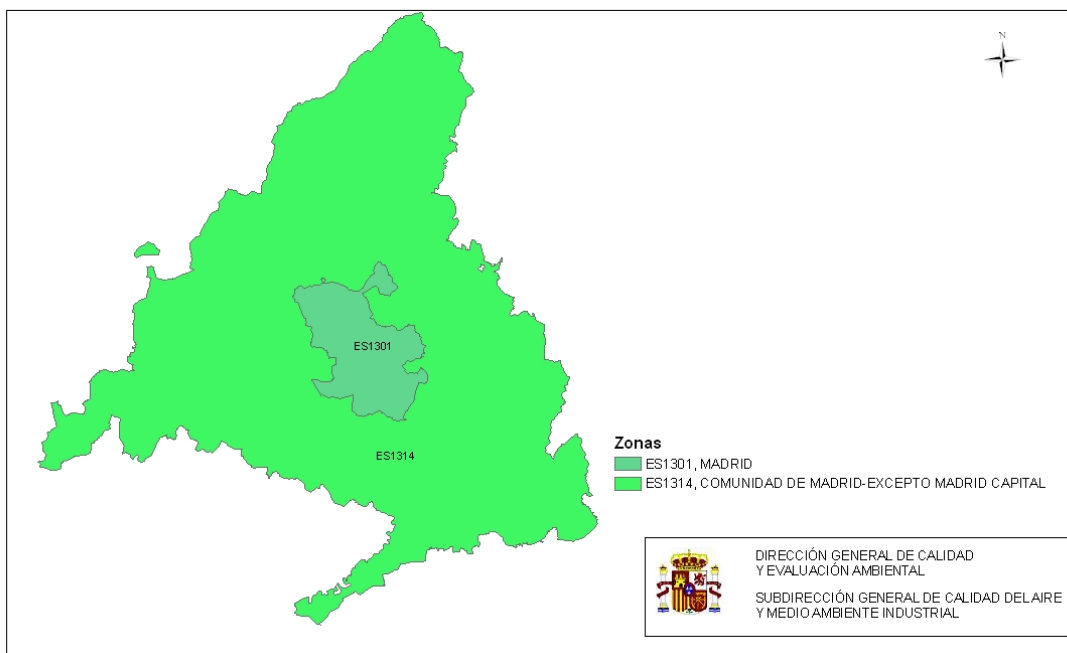 N
ES1301
ES1314
Zonas
ES1301, MADRID
ES1314, COMUNIDAD DE MADRID-EXCEPTO MADRID CAPITAL
DIRECCIÓN GENERAL DE CALIDAD
Y EVALUACIÓN AMBIENTAL
SUBDIRECCIÓN GENERAL DE CALIDAD DEL AIRE
Y MEDIO AMBIENTE INDUSTRIAL